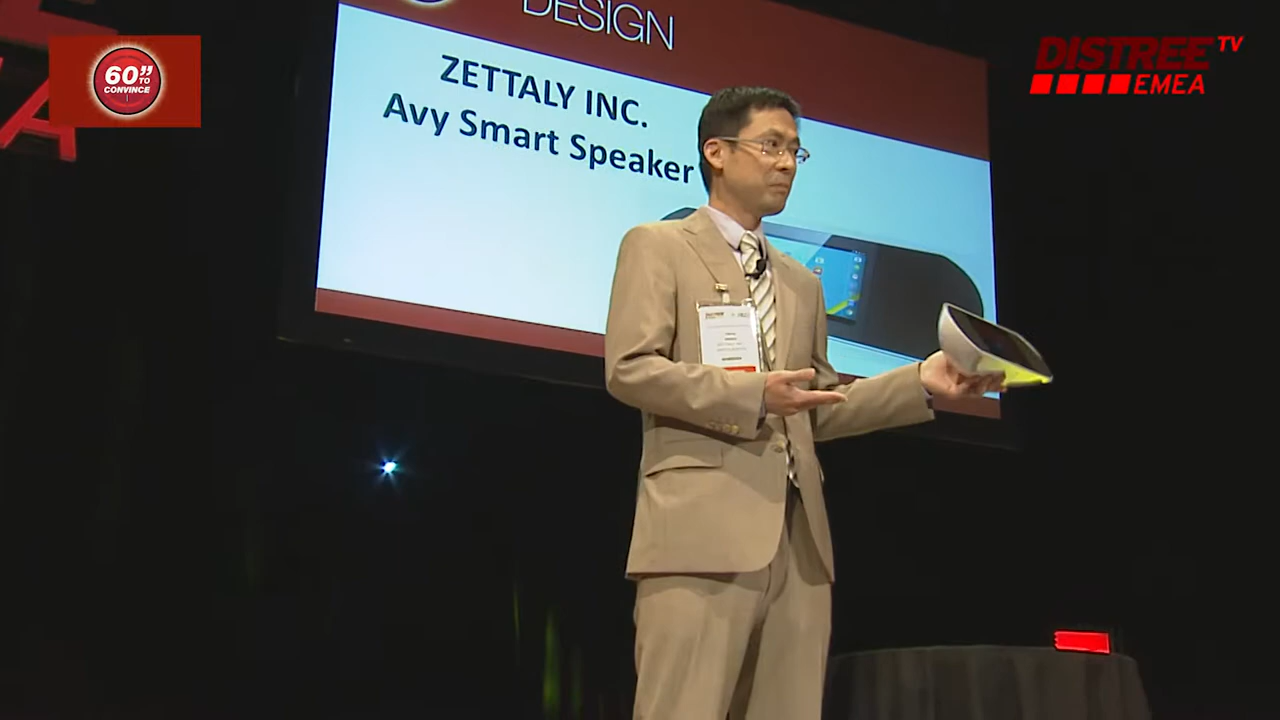 60”
TO
CONVINCE
DESIGN
ZETTALY INC.
Avy Smart Speaker
DISTREE TV
EMEA